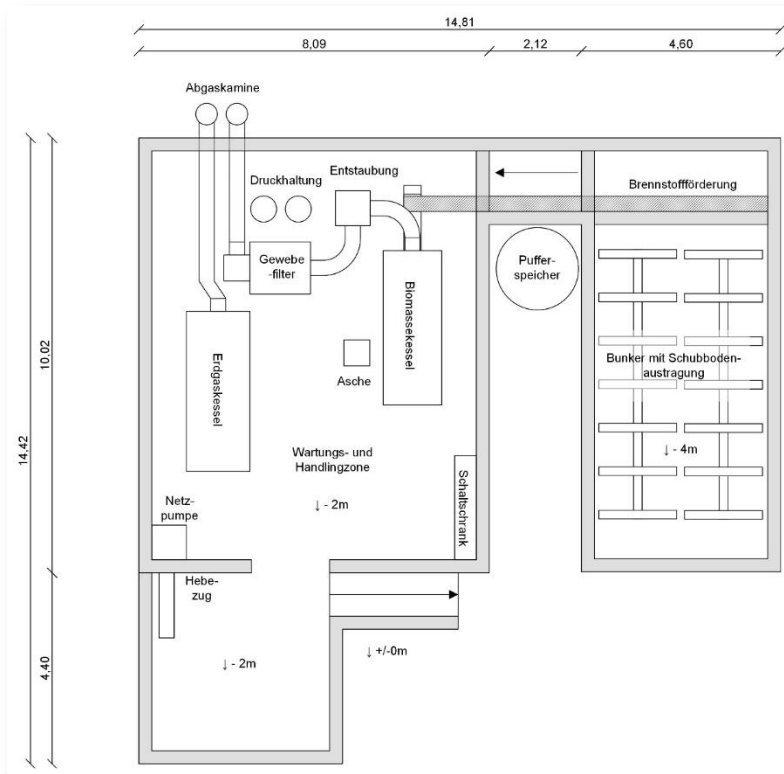 14,81
8,09
2,12
4,60
Abgaskamine
Entstaubung
Druckhaltung
Brennstoffförderung
Gewebe
-filter
Puffer-
speicher
Biomassekessel
Erdgaskessel
Asche
Bunker mit Schubboden-
austragung
10,02
14,42
Wartungs- und
Handlingzone
↓ - 4m
↓ - 2m
Schaltschrank
Netz-
pumpe
Hebe-
zug
4,40
↓ +/-0m
↓ - 2m